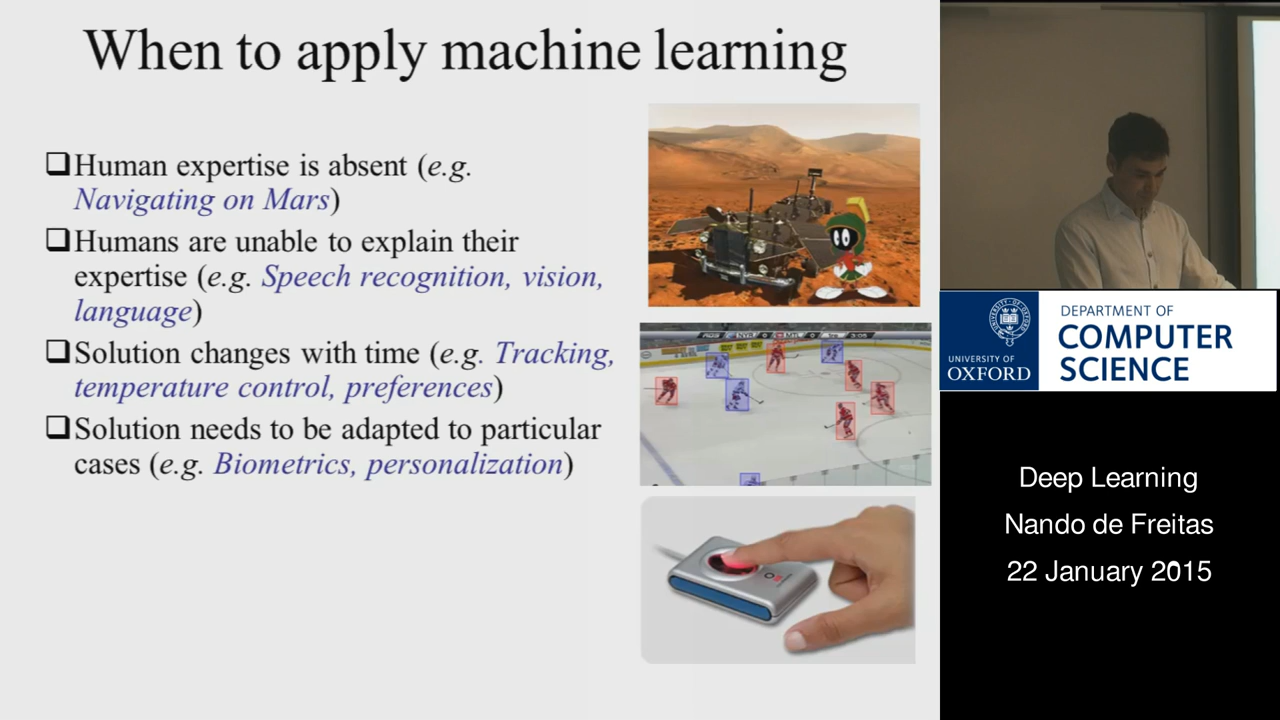 When to apply machine learning
❑Human expertise is absent (e.g.
Navigating on Mars)
❑Humans are unable to explain their
expertise (e.g. Speech recognition, vision,
language)
❑Solution changes with time (e.g. Tracking,
temperature control, preferences)
❑Solution needs to be adapted to particular
cases (e.g. Biometrics, personalization)
UNIVERSITY OF
OXFORD
DEPARTMENT OF
COMPUTER
SCIENCE
Deep Learning
Nando de Freitas
22 January 2015